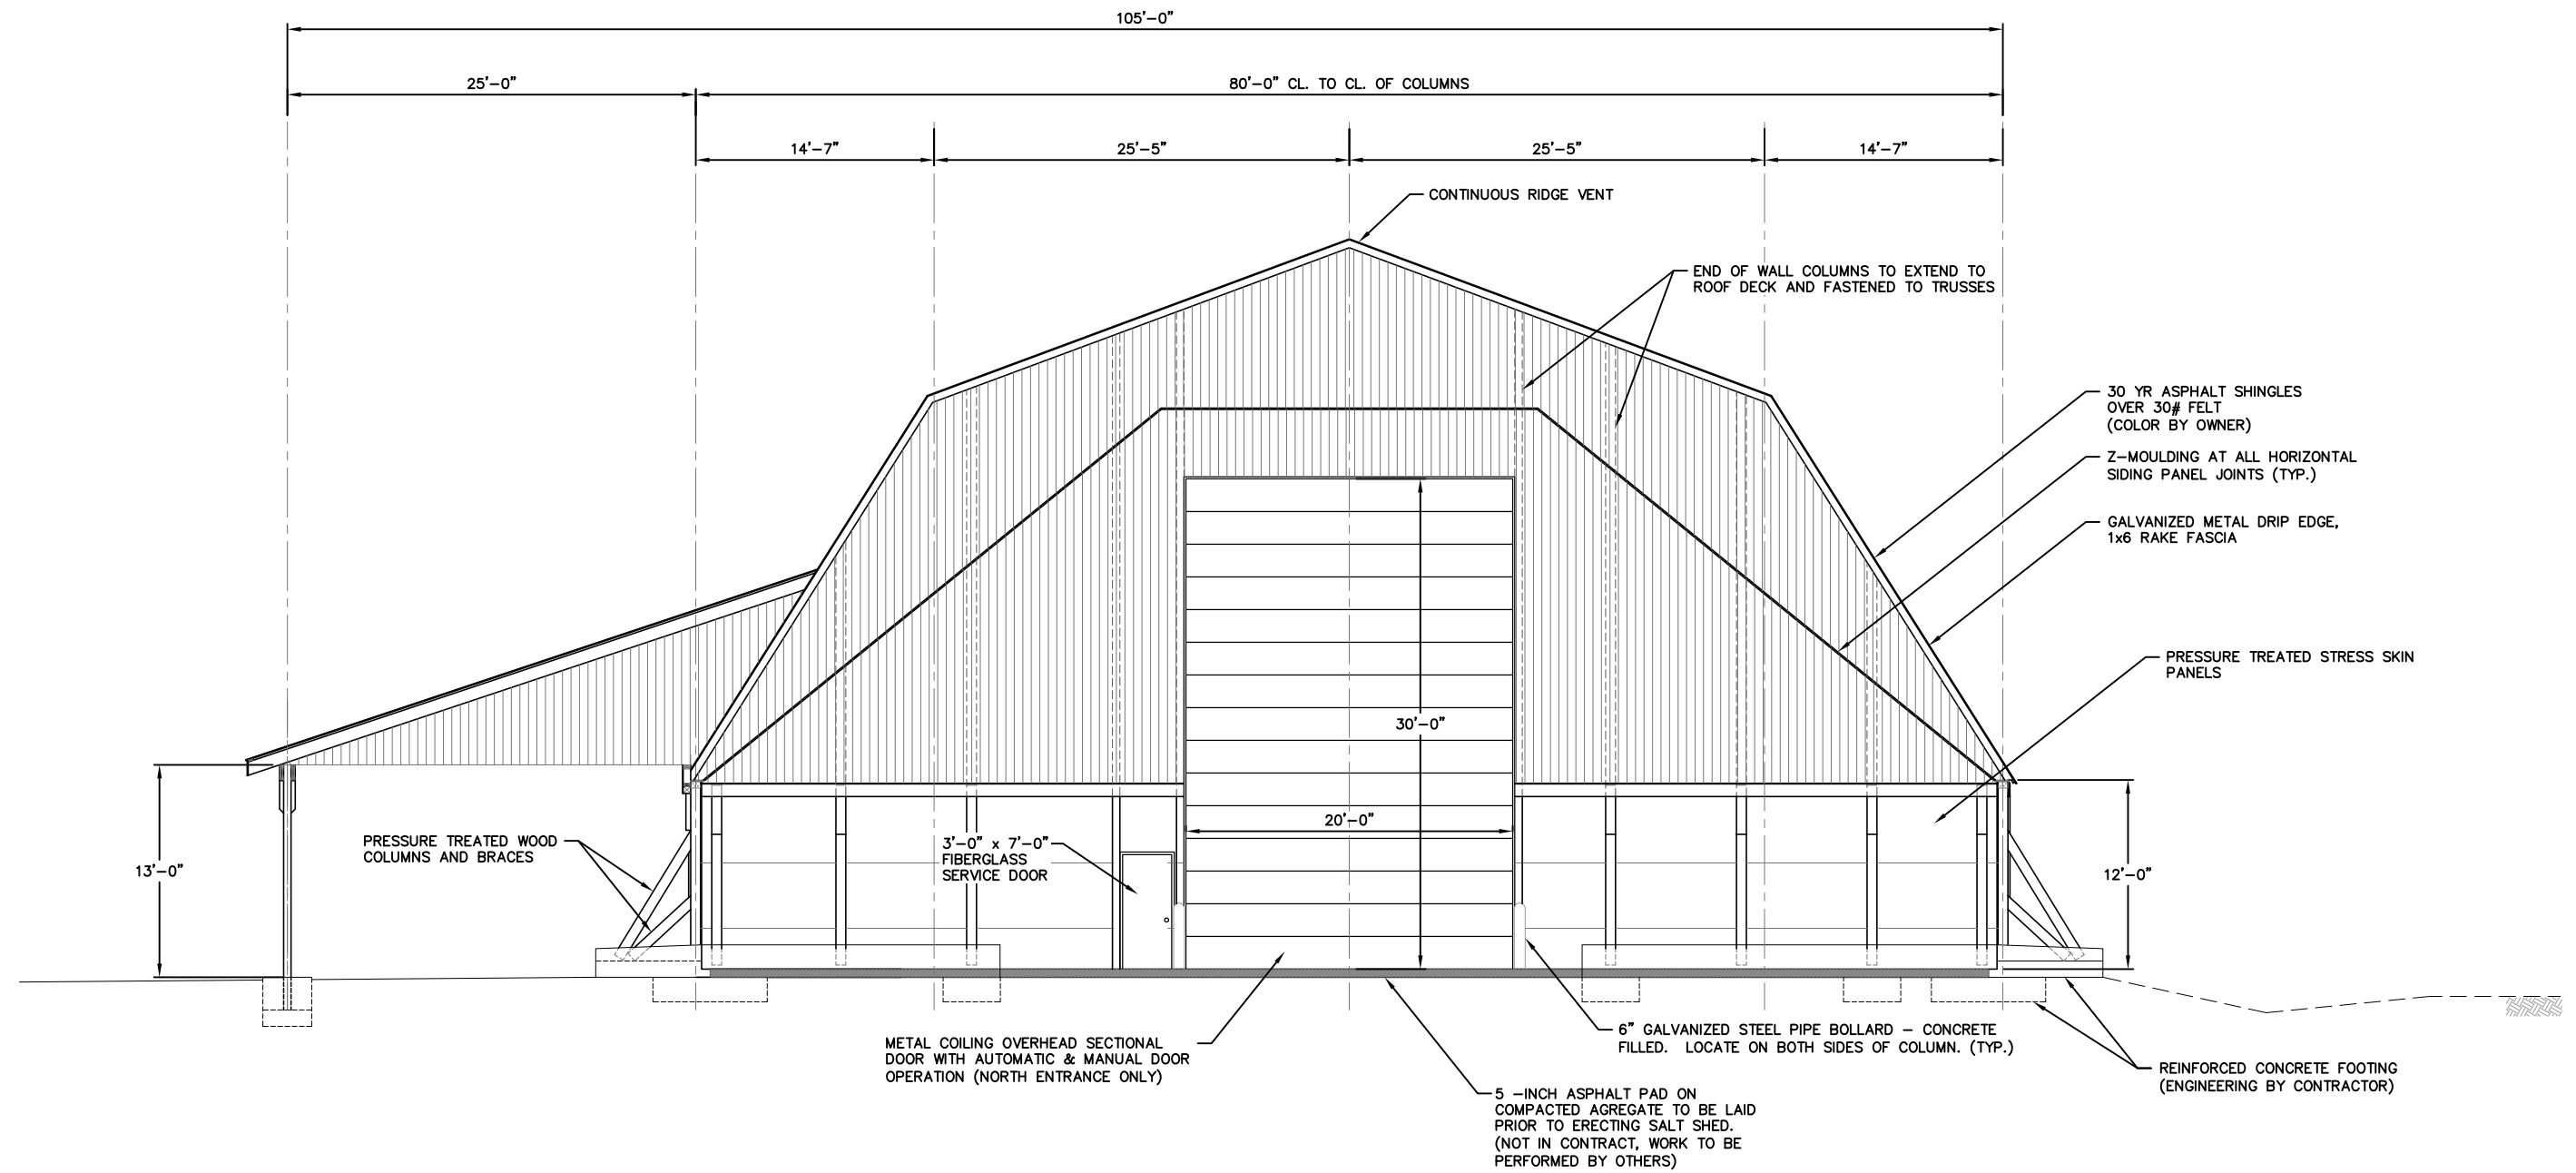 105'-0"
25'-0"
80'-0" CL. TO CL. OF COLUMNS
14'-7"
25'-5"
25'-5"
14'-7"
CONTINUOUS RIDGE VENT
END OF WALL COLUMNS TO EXTEND TO
ROOF DECK AND FASTENED TO TRUSSES
30 YR ASPHALT SHINGLES
OVER 30# FELT
(COLOR BY OWNER)
Z-MOULDING AT ALL HORIZONTAL
SIDING PANEL JOINTS (TYP.)
GALVANIZED METAL DRIP EDGE,
1x6 RAKE FASCIA
PRESSURE TREATED STRESS SKIN
PANELS
30'-0"
20'-0"
PRESSURE TREATED WOOD
COLUMNS AND BRACES
3'-0" x 7'-0"
FIBERGLASS
SERVICE DOOR
13'-0"
12'-0"
METAL COILING OVERHEAD SECTIONAL
DOOR WITH AUTOMATIC & MANUAL DOOR
OPERATION (NORTH ENTRANCE ONLY)
6" GALVANIZED STEEL PIPE BOLLARD - CONCRETE
FILLED. LOCATE ON BOTH SIDES OF COLUMN. (TYP.)
REINFORCED CONCRETE FOOTING
(ENGINEERING BY CONTRACTOR)
5 -INCH ASPHALT PAD ON
COMPACTED AGREGATE TO BE LAID
PRIOR TO ERECTING SALT SHED.
(NOT IN CONTRACT, WORK TO BE
PERFORMED BY OTHERS)